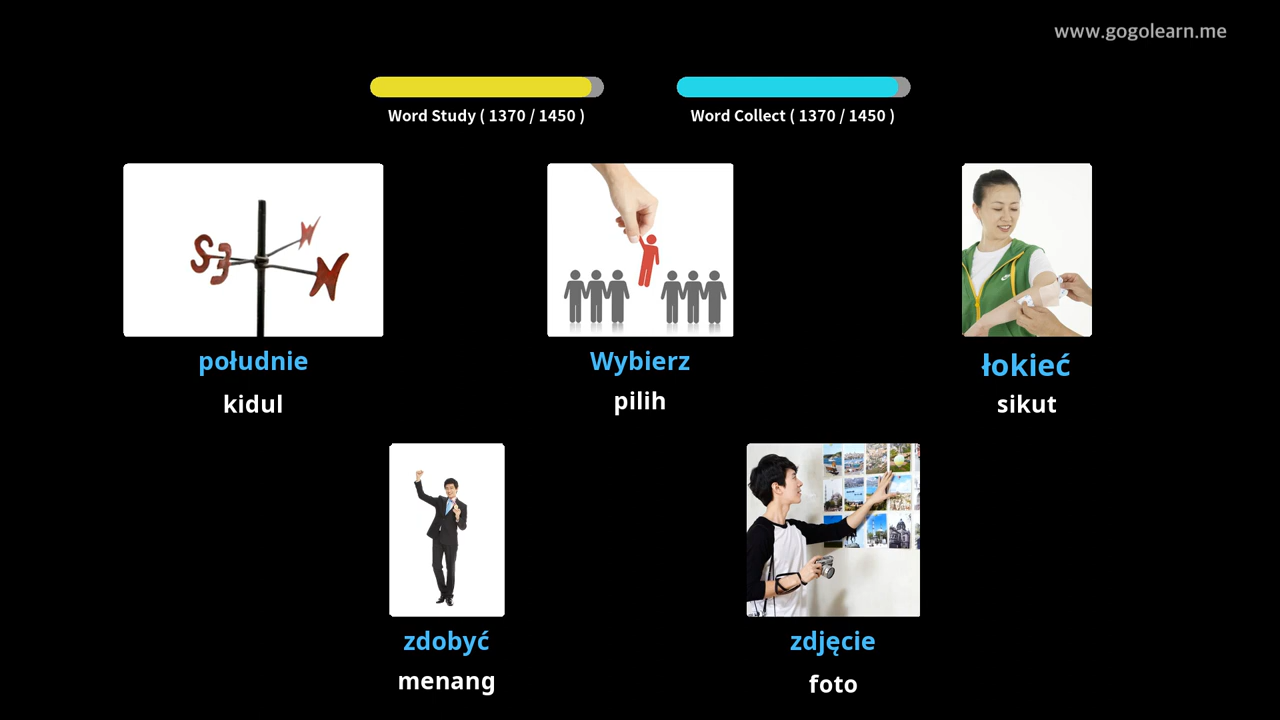 www.gogolearn.me
Word Study ( 1370 / 1450 )
Word Collect ( 1370 / 1450 )
S
E
N
południe
kidul
Wybierz
pilih
łokieć
sikut
zdobyć
menang
zdjęcie
foto